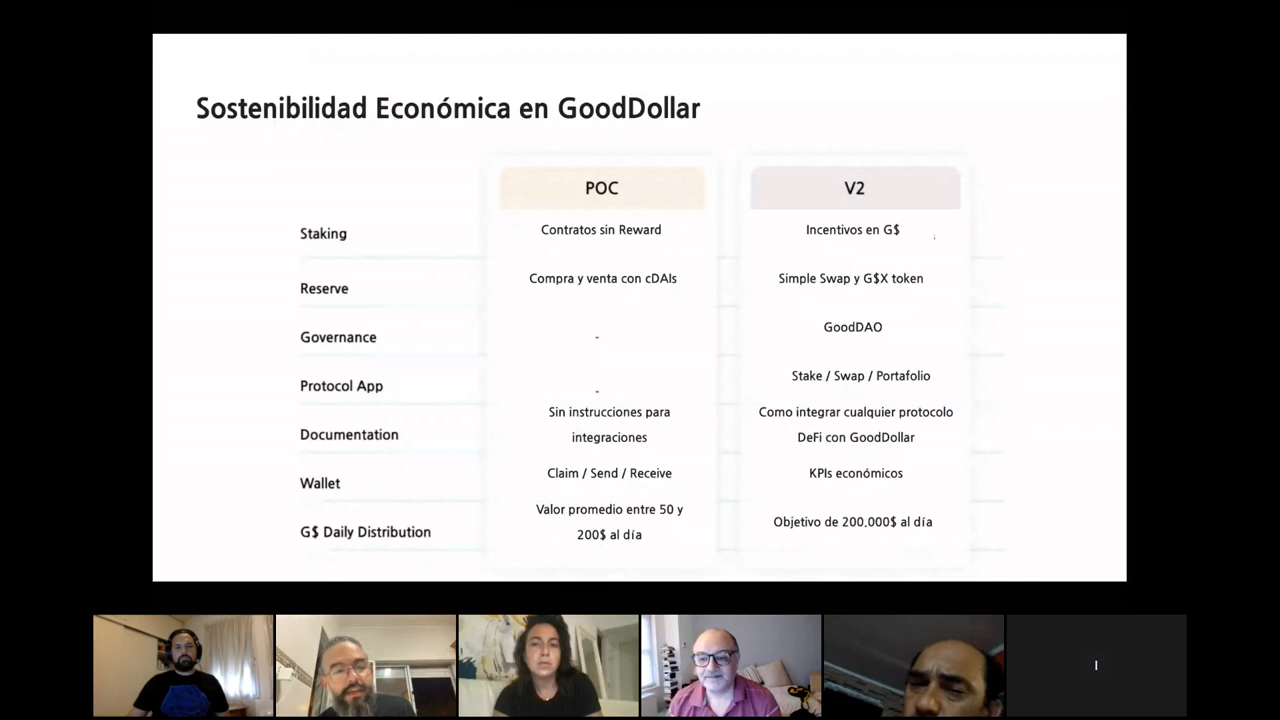 Sostenibilidad Económica en GoodDollar
POC
V2
Staking
Contratos sin Reward
Incentivos en G$
Reserve
Compra y venta con cDAIs
Simple Swap y G$X token
Governance
-
GoodDAO
Protocol App
-
Stake / Swap / Portafolio
Documentation
Sin instrucciones para
integraciones
Como integrar cualquier protocolo
DeFi con GoodDollar
Wallet
Claim / Send / Receive
KPIs económicos
G$ Daily Distribution
Valor promedio entre 50 y
200$ al día
Objetivo de 200.000$ al día
I